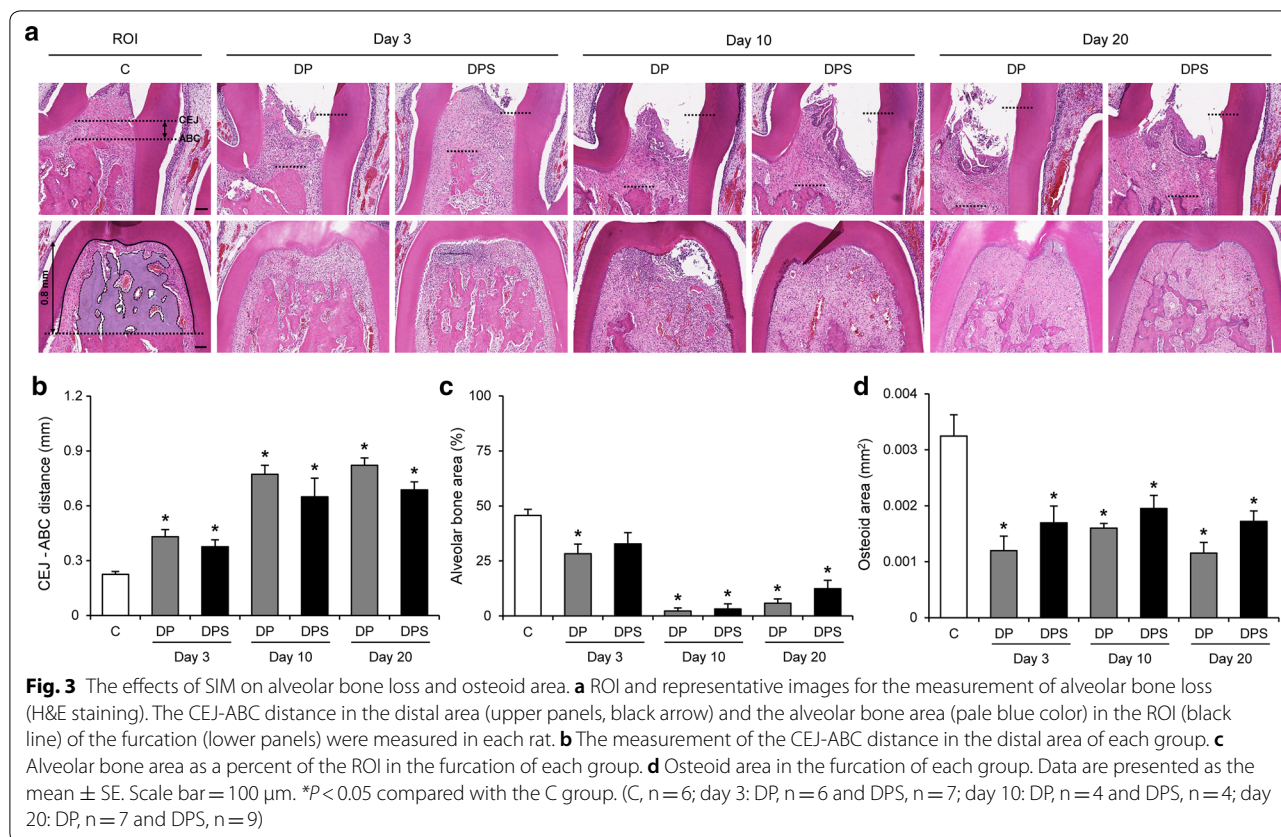 a
ROI Day 3 Day 10 Day 20
C DP DPS DP DPS DP DPS
CEJ
ABC
0.8 mm
b
CEJ - ABC distance (mm)
1.2
0.9
0.6
0.3
0
* * * * * *
C DP DPS DP DPS DP DPS
Day 3 Day 10 Day 20
c
Alveolar bone area (%)
100
75
50
25
0
* * * * *
C DP DPS DP DPS DP DPS
Day 3 Day 10 Day 20
d
Osteoid area (mm²)
0.004
0.003
0.002
0.001
0
* * * * * *
C DP DPS DP DPS DP DPS
Day 3 Day 10 Day 20
Fig. 3 The effects of SIM on alveolar bone loss and osteoid area. a ROI and representative images for the measurement of alveolar bone loss
(H&E staining). The CEJ-ABC distance in the distal area (upper panels, black arrow) and the alveolar bone area (pale blue color) in the ROI (black
line) of the furcation (lower panels) were measured in each rat. b The measurement of the CEJ-ABC distance in the distal area of each group. c
Alveolar bone area as a percent of the ROI in the furcation of each group. d Osteoid area in the furcation of each group. Data are presented as the
mean ± SE. Scale bar = 100 μm. *P < 0.05 compared with the C group. (C, n = 6; day 3: DP, n = 6 and DPS, n = 7; day 10: DP, n = 4 and DPS, n = 4; day
20: DP, n = 7 and DPS, n = 9)